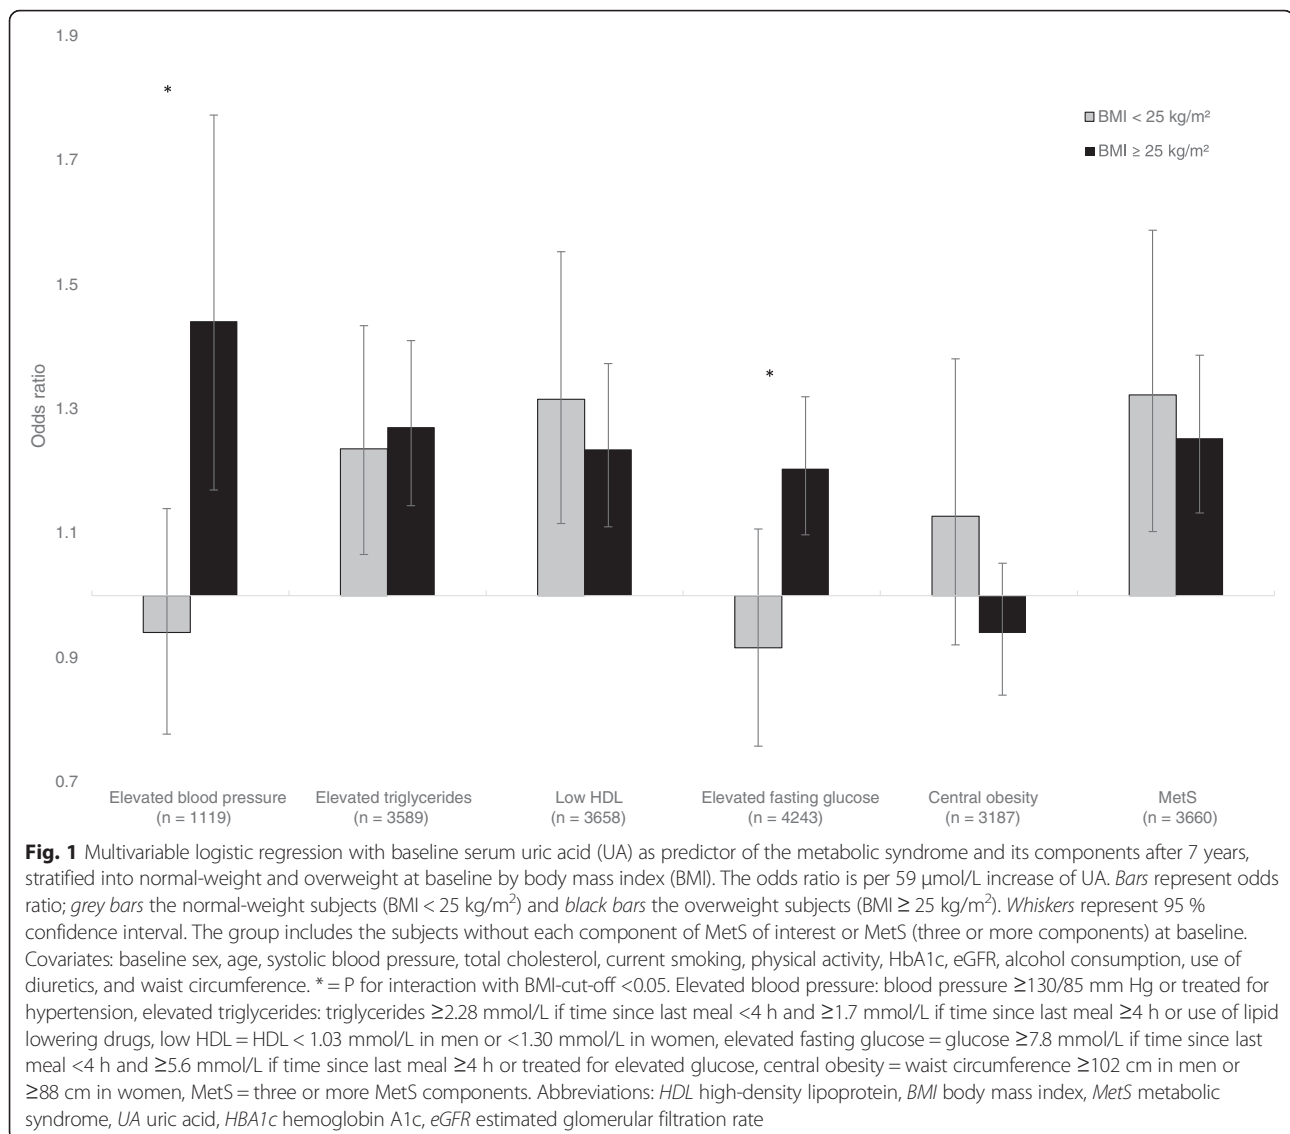 1.9
*
BMI < 25 kg/m²
BMI ≥ 25 kg/m²
1.7
1.5
Odds ratio
1.3
*
1.1
0.9
0.7
Elevated blood pressure Elevated triglycerides Low HDL Elevated fasting glucose Central obesity MetS
(n = 1119) (n = 3589) (n = 3658) (n = 4243) (n = 3187) (n = 3660)
Fig. 1 Multivariable logistic regression with baseline serum uric acid (UA) as predictor of the metabolic syndrome and its components after 7 years,
stratified into normal-weight and overweight at baseline by body mass index (BMI). The odds ratio is per 59 μmol/L increase of UA. Bars represent odds
ratio; grey bars the normal-weight subjects (BMI < 25 kg/m²) and black bars the overweight subjects (BMI ≥ 25 kg/m²). Whiskers represent 95 %
confidence interval. The group includes the subjects without each component of MetS of interest or MetS (three or more components) at baseline.
Covariates: baseline sex, age, systolic blood pressure, total cholesterol, current smoking, physical activity, HbA1c, eGFR, alcohol consumption, use of
diuretics, and waist circumference. * = P for interaction with BMI-cut-off <0.05. Elevated blood pressure: blood pressure ≥130/85 mm Hg or treated for
hypertension, elevated triglycerides: triglycerides ≥2.28 mmol/L if time since last meal <4 h and ≥1.7 mmol/L if time since last meal ≥4 h or use of lipid
lowering drugs, low HDL = HDL < 1.03 mmol/L in men or <1.30 mmol/L in women, elevated fasting glucose = glucose ≥7.8 mmol/L if time since last
meal <4 h and ≥5.6 mmol/L if time since last meal ≥4 h or treated for elevated glucose, central obesity = waist circumference ≥102 cm in men or
≥88 cm in women, MetS = three or more MetS components. Abbreviations: HDL high-density lipoprotein, BMI body mass index, MetS metabolic
syndrome, UA uric acid, HBA1c hemoglobin A1c, eGFR estimated glomerular filtration rate